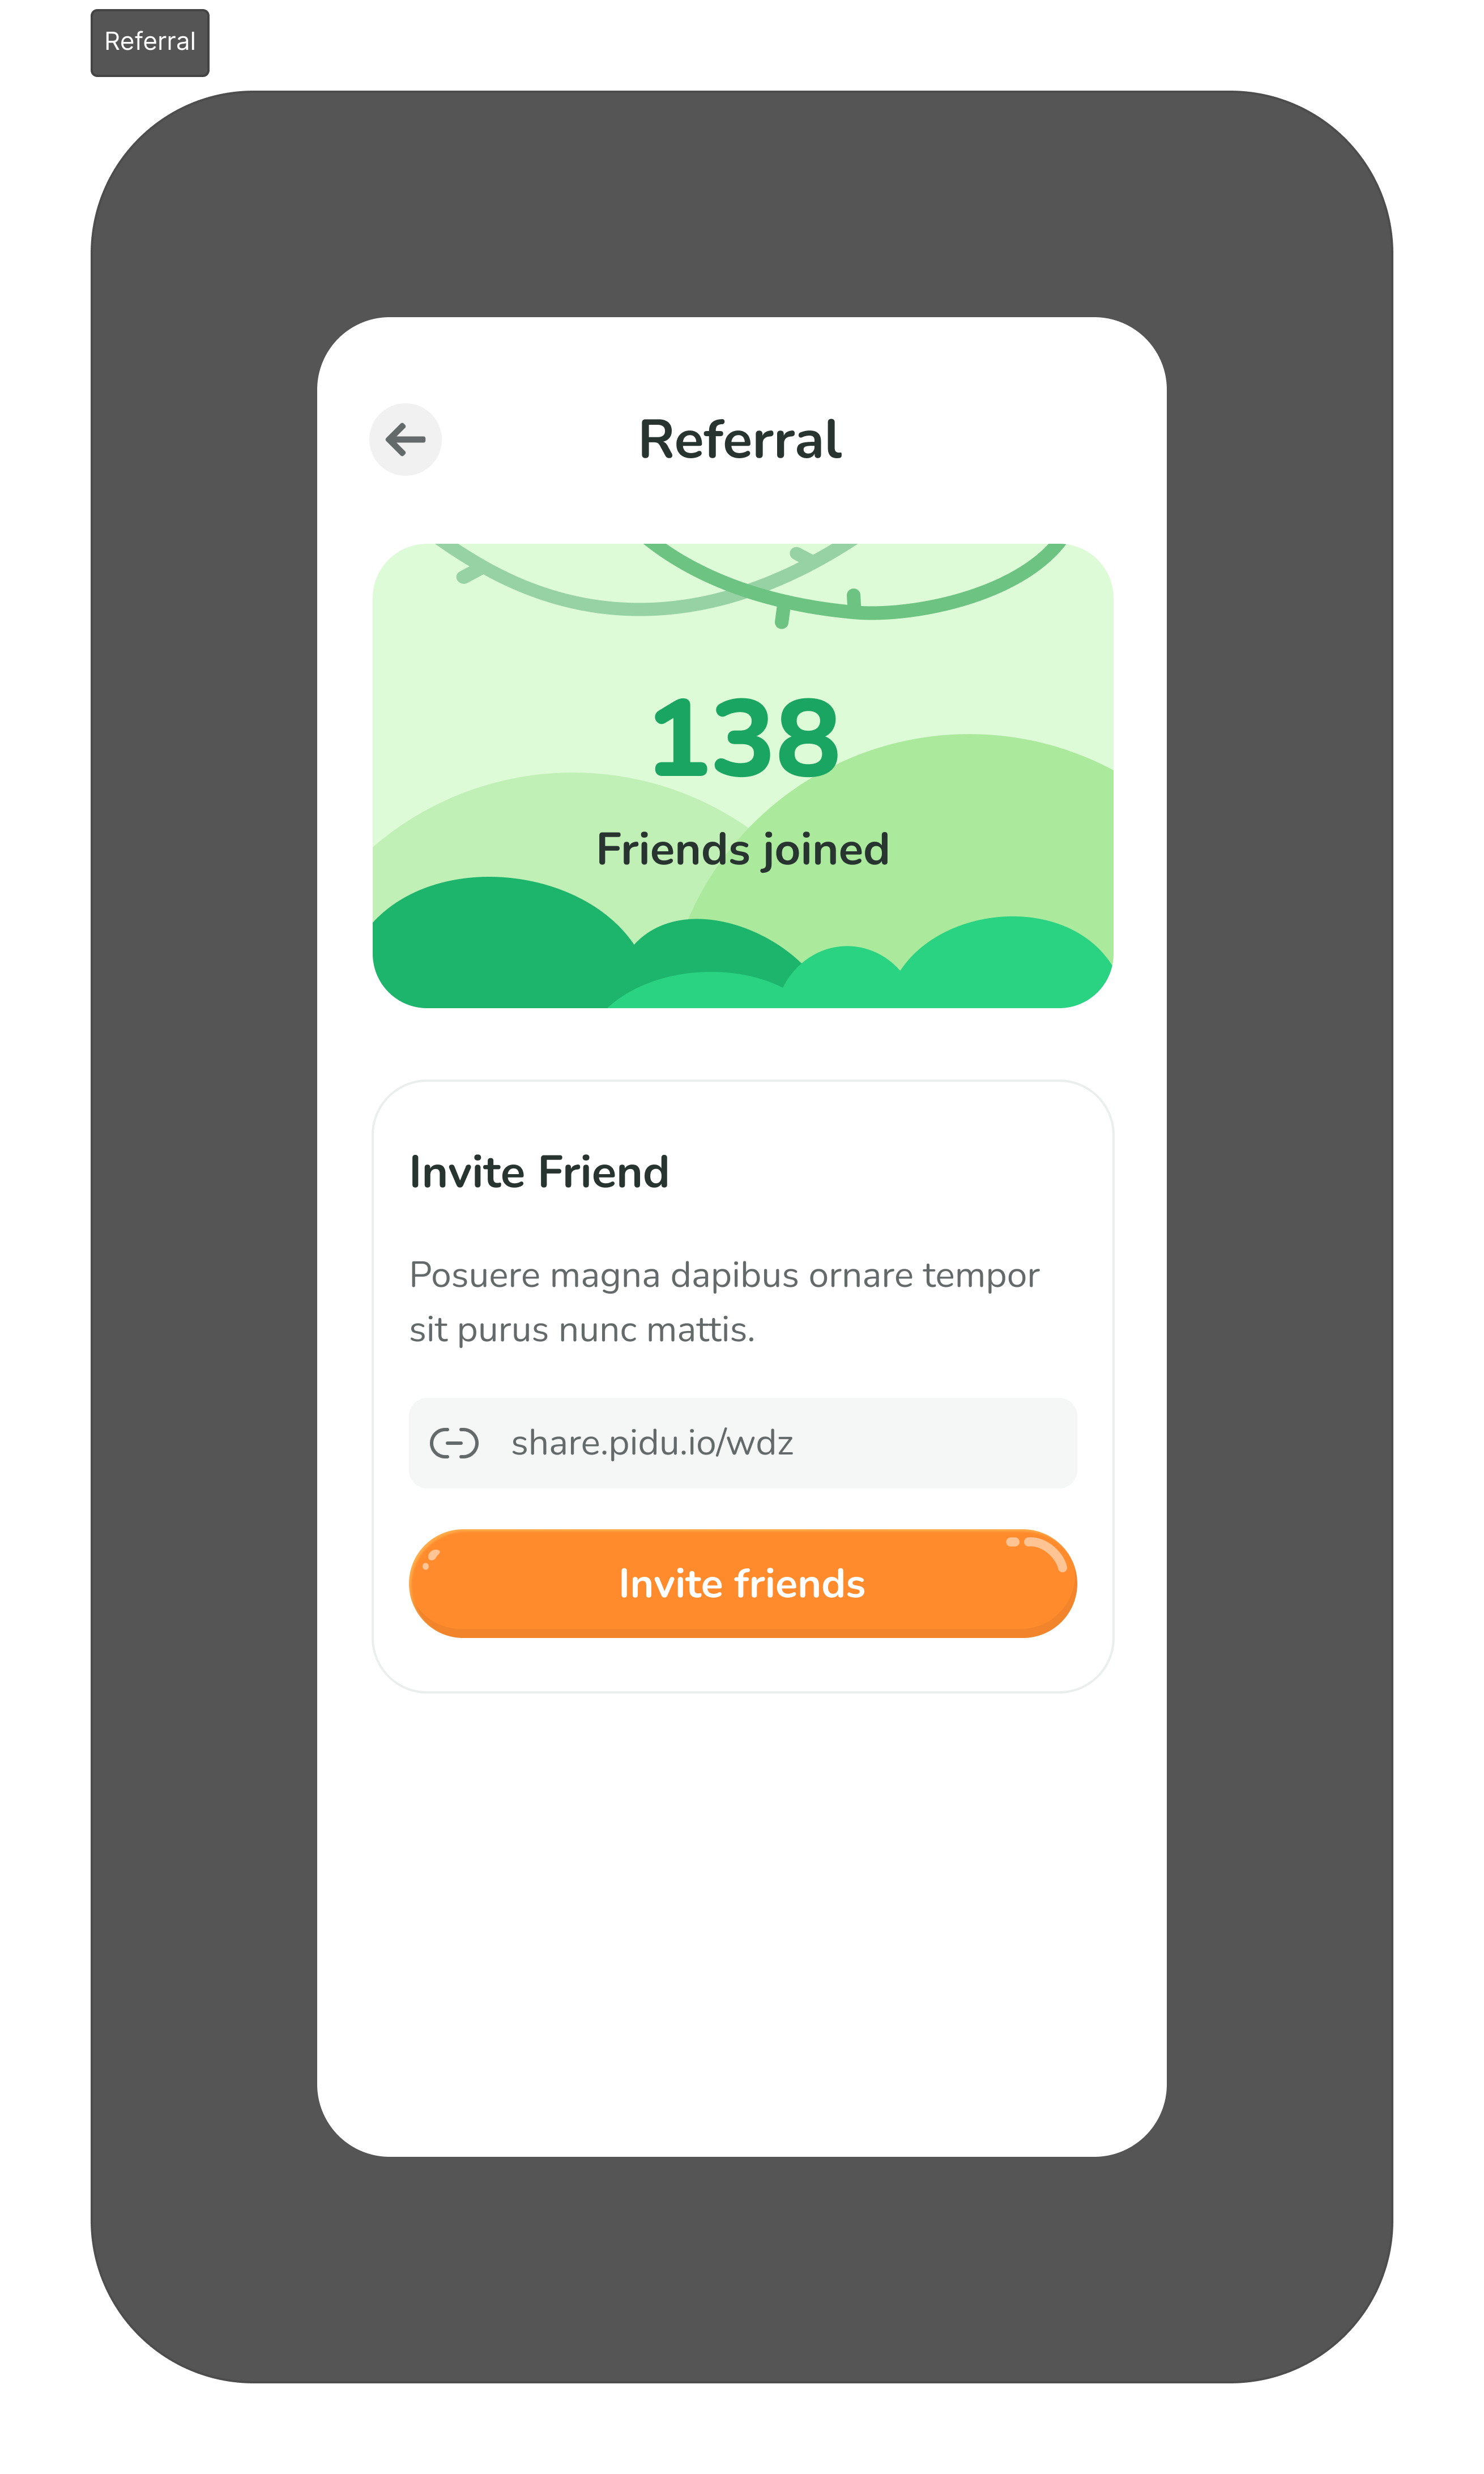 Referral
Referral
138
Friends joined
Invite Friend
Posuere magna dapibus ornare tempor
sit purus nunc mattis.
share.pidu.io/wdz
Invite friends